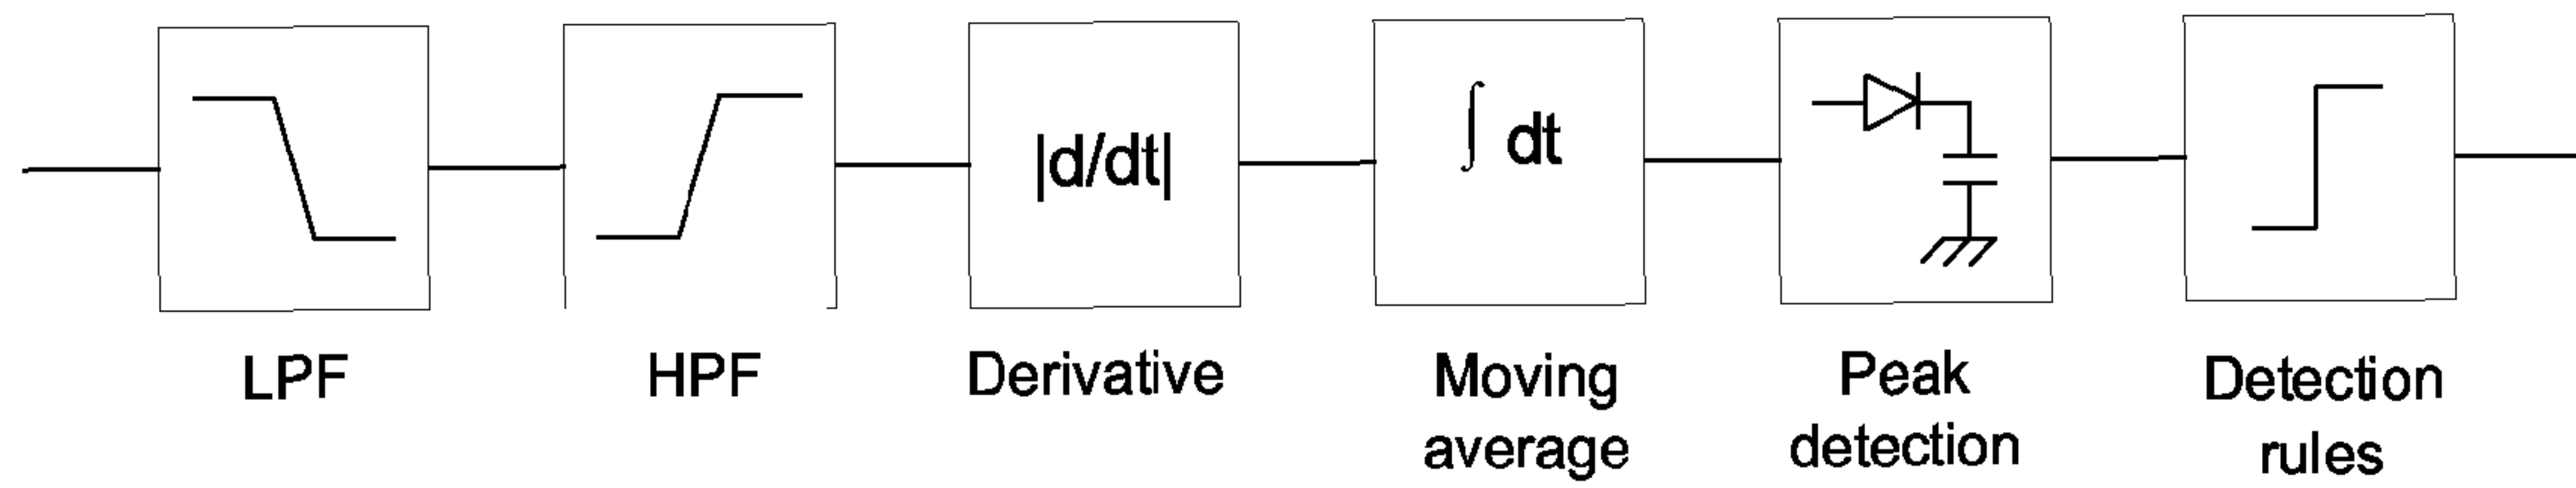 |d/dt|
∫ dt
LPF
HPF
Derivative
Moving
average
Peak
detection
Detection
rules